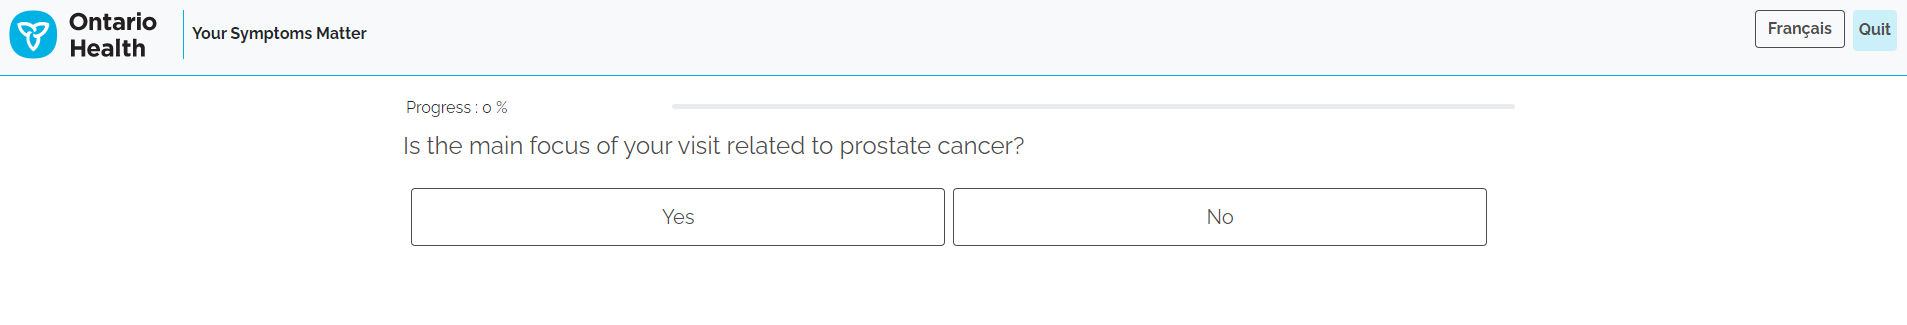 Ontario
Health
Your Symptoms Matter
Français
Quit
Progress : 0 %
Is the main focus of your visit related to prostate cancer?
Yes
No